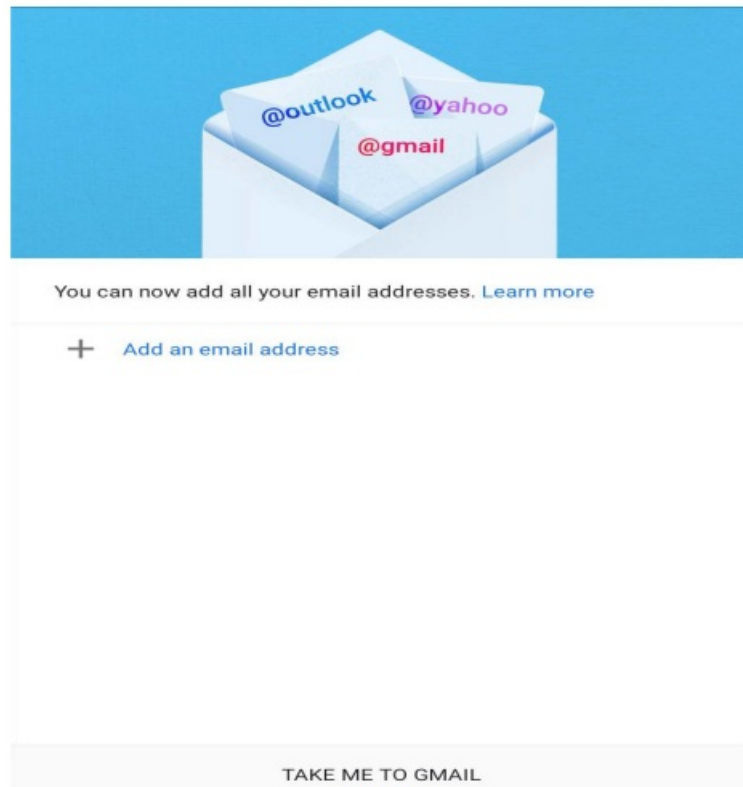 @outlook
@yahoo
@gmail
You can now add all your email addresses. Learn more
+ Add an email address
TAKE ME TO GMAIL